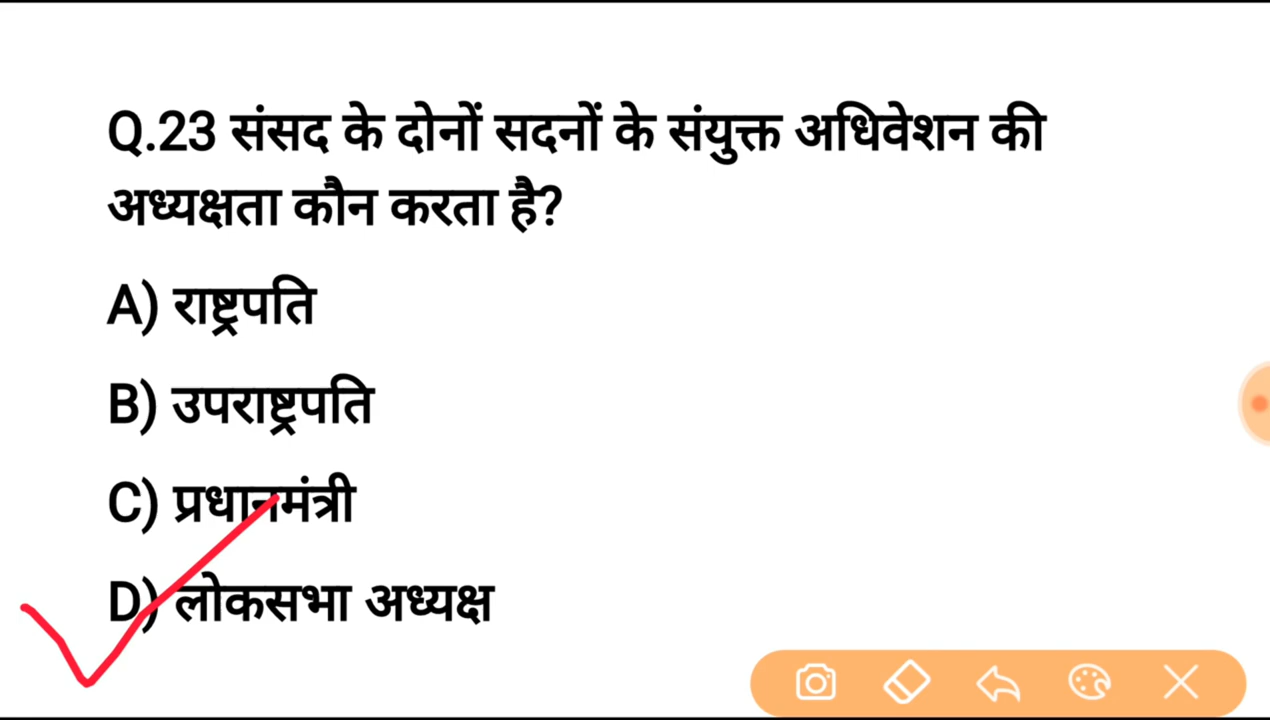 Q.23 संसद के दोनों सदनों के संयुक्त अधिवेशन की
अध्यक्षता कौन करता है?
A) राष्ट्रपति
B) उपराष्ट्रपति
C) प्रधानमंत्री
D) लोकसभा अध्यक्ष